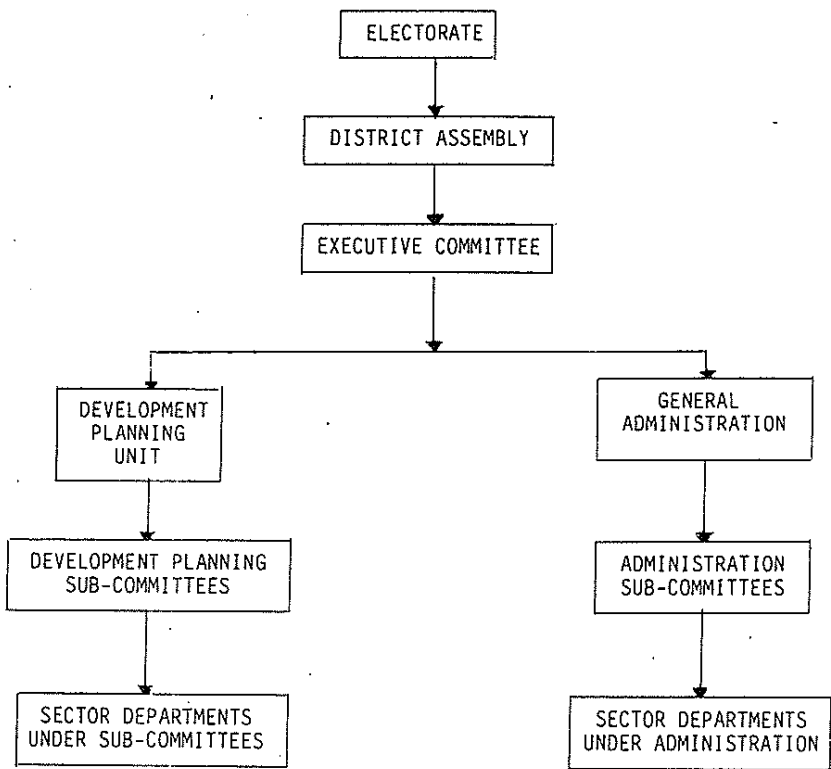 ELECTORATE
DISTRICT ASSEMBLY
EXECUTIVE COMMITTEE
DEVELOPMENT
PLANNING
UNIT
GENERAL
ADMINISTRATION
DEVELOPMENT PLANNING
SUB-COMMITTEES
ADMINISTRATION
SUB-COMMITTEES
SECTOR DEPARTMENTS
UNDER SUB-COMMITTEES
SECTOR DEPARTMENTS
UNDER ADMINISTRATION